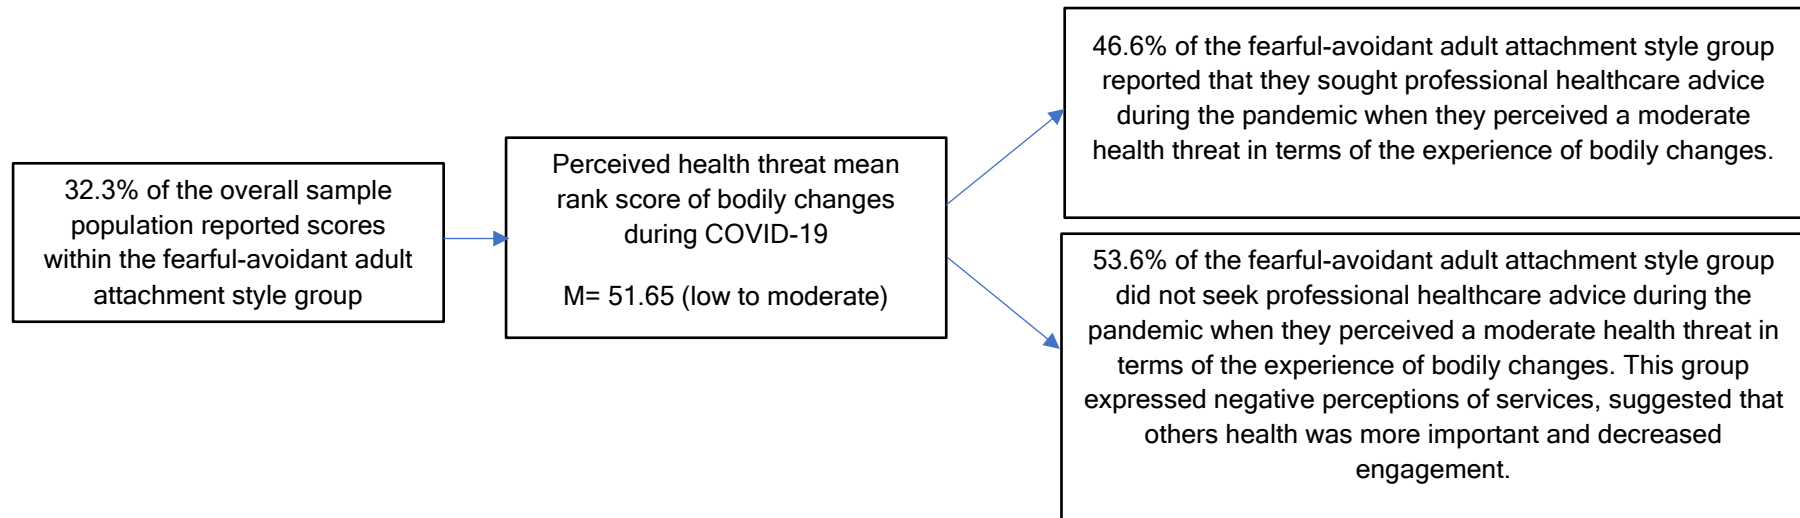 32.3% of the overall sample
population reported scores
within the fearful-avoidant adult
attachment style group
Perceived health threat mean
rank score of bodily changes
during COVID-19
M= 51.65 (low to moderate)
46.6% of the fearful-avoidant adult attachment style group
reported that they sought professional healthcare advice
during the pandemic when they perceived a moderate
health threat in terms of the experience of bodily changes.
53.6% of the fearful-avoidant adult attachment style group
did not seek professional healthcare advice during the
pandemic when they perceived a moderate health threat in
terms of the experience of bodily changes. This group
expressed negative perceptions of services, suggested that
others health was more important and decreased
engagement.